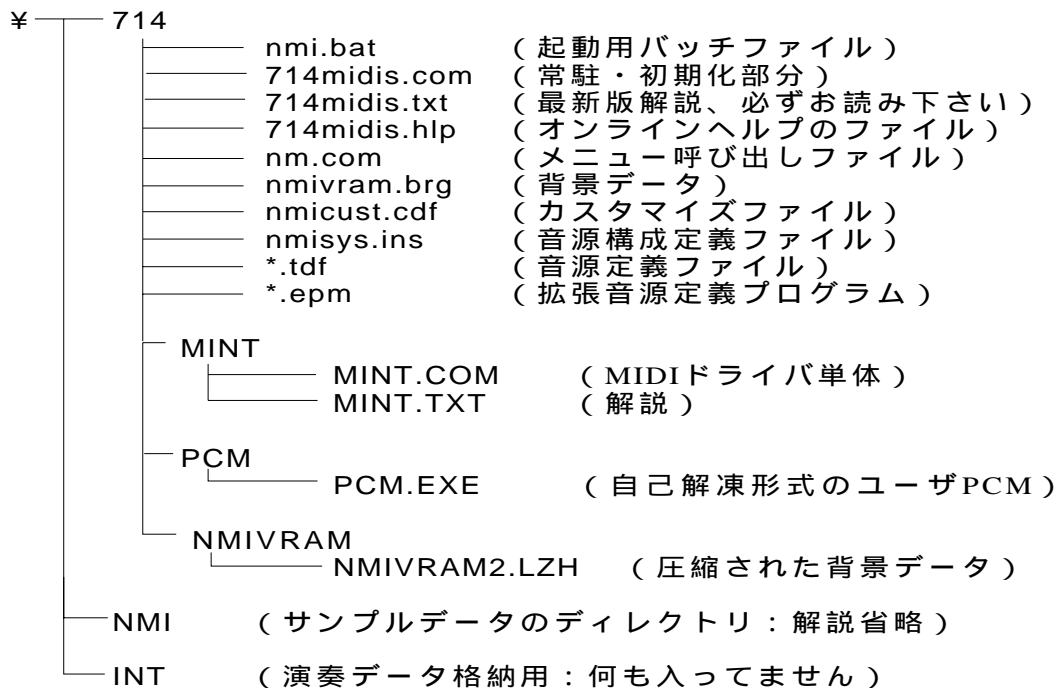 ¥ 714
nmi.bat (起動用バッチファイル)
714midis.com (常駐・初期化部分)
714midis.txt (最新版解説、必ずお読み下さい)
714midis.hlp (オンラインヘルプのファイル)
nm.com (メニュー呼び出しファイル)
nmivram.brg (背景データ)
nmicust.cdf (カスタマイズファイル)
nmisys.ins (音源構成定義ファイル)
*.tdf (音源定義ファイル)
*.epm (拡張音源定義プログラム)
MINT
MINT.COM (MIDIドライバ単体)
MINT.TXT (解説)
PCM
PCM.EXE (自己解凍形式のユーザPCM)
NMIVRAM
NMIVRAM2.LZH (圧縮された背景データ)
NMI (サンプルデータのディレクトリ:解説省略)
INT (演奏データ格納用:何も入ってません)